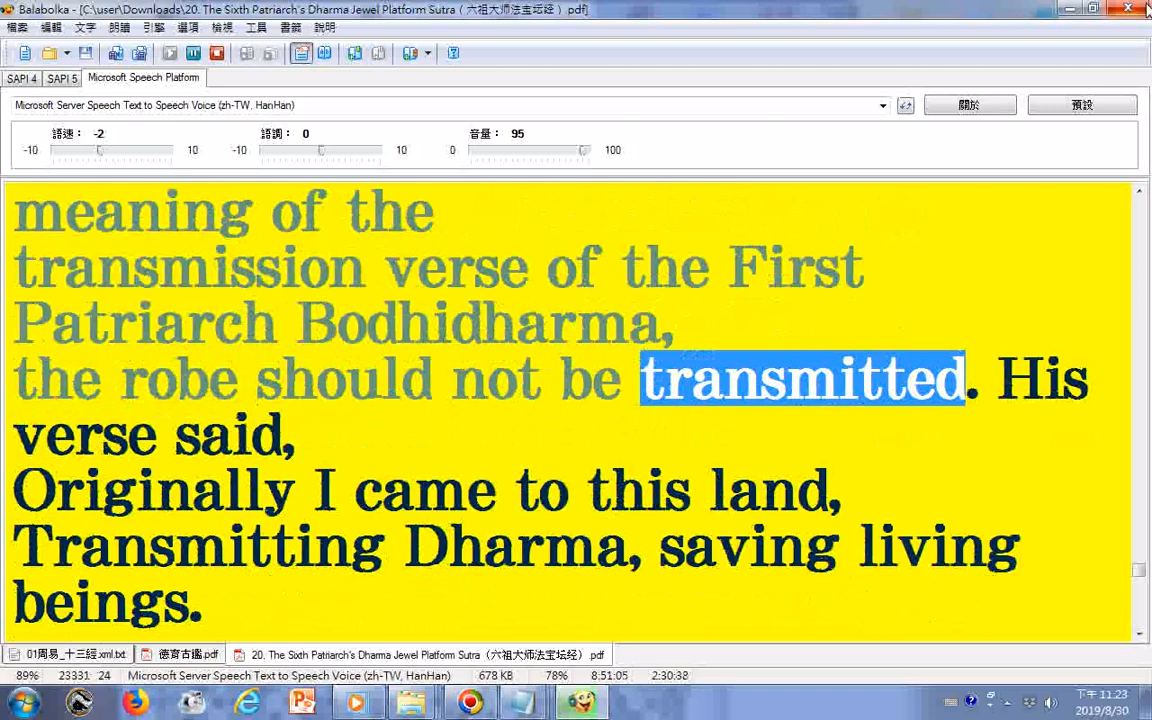 Balabolka - [C:\user\Downloads\20. The Sixth Patriarch's Dharma Jewel Platform Sutra（六祖大师法宝坛经）pdf]
檔案 編輯 文字 朗讀 引擎 選項 檢視 工具 書籤 說明
SAPI 4 SAPI 5 Microsoft Speech Platform
Microsoft Server Speech Text to Speech Voice (zh-TW, HanHan) 關於 預設
語速： -2 語調： 0 音量： 95
-10 10 -10 10 0 100
meaning of the
transmission verse of the First
Patriarch Bodhidharma,
the robe should not be transmitted. His
verse said,
Originally I came to this land,
Transmitting Dharma, saving living
beings.
01周易_十三經.xml.txt 德育古鑑.pdf 20. The Sixth Patriarch's Dharma Jewel Platform Sutra（六祖大师法宝坛经）.pdf
89% 23331 24 Microsoft Server Speech Text to Speech Voice (zh-TW, HanHan) 678 KB 78% 8:51:05 2:30:38
下午 11:23
2019/8/30